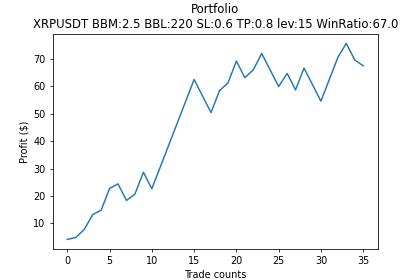 Portfolio
XRPUSDT BBM:2.5 BBL:220 SL:0.6 TP:0.8 lev:15 WinRatio:67.0
Profit ($)
70
60
50
40
30
20
10
0 5 10 15 20 25 30 35
Trade counts